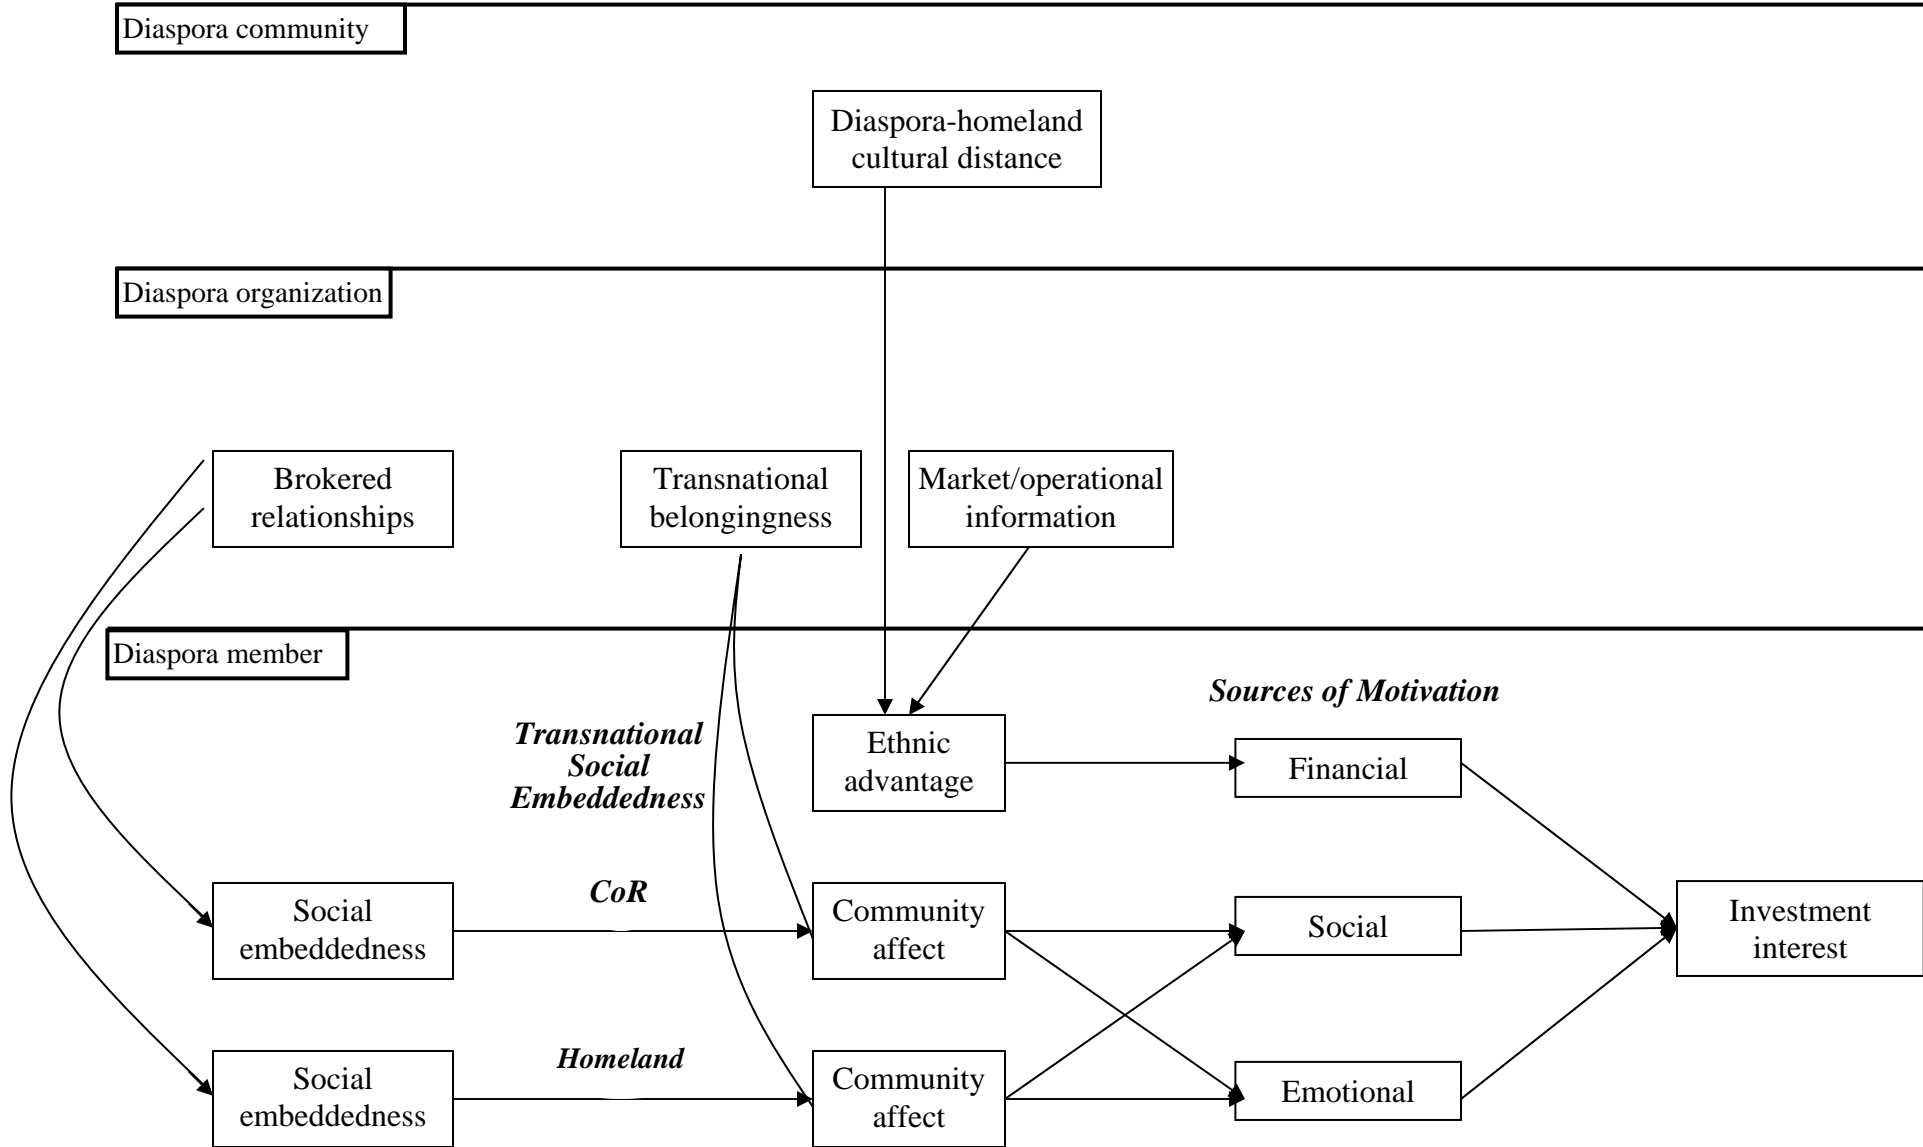 Diaspora community
Diaspora-homeland
cultural distance
Diaspora organization
Brokered
relationships
Transnational
belongingness
Market/operational
information
Diaspora member
Sources of Motivation
Transnational
Social
Embeddedness
Ethnic
advantage
Financial
Social
embeddedness
CoR
Community
affect
Social
Investment
interest
Social
embeddedness
Homeland
Community
affect
Emotional